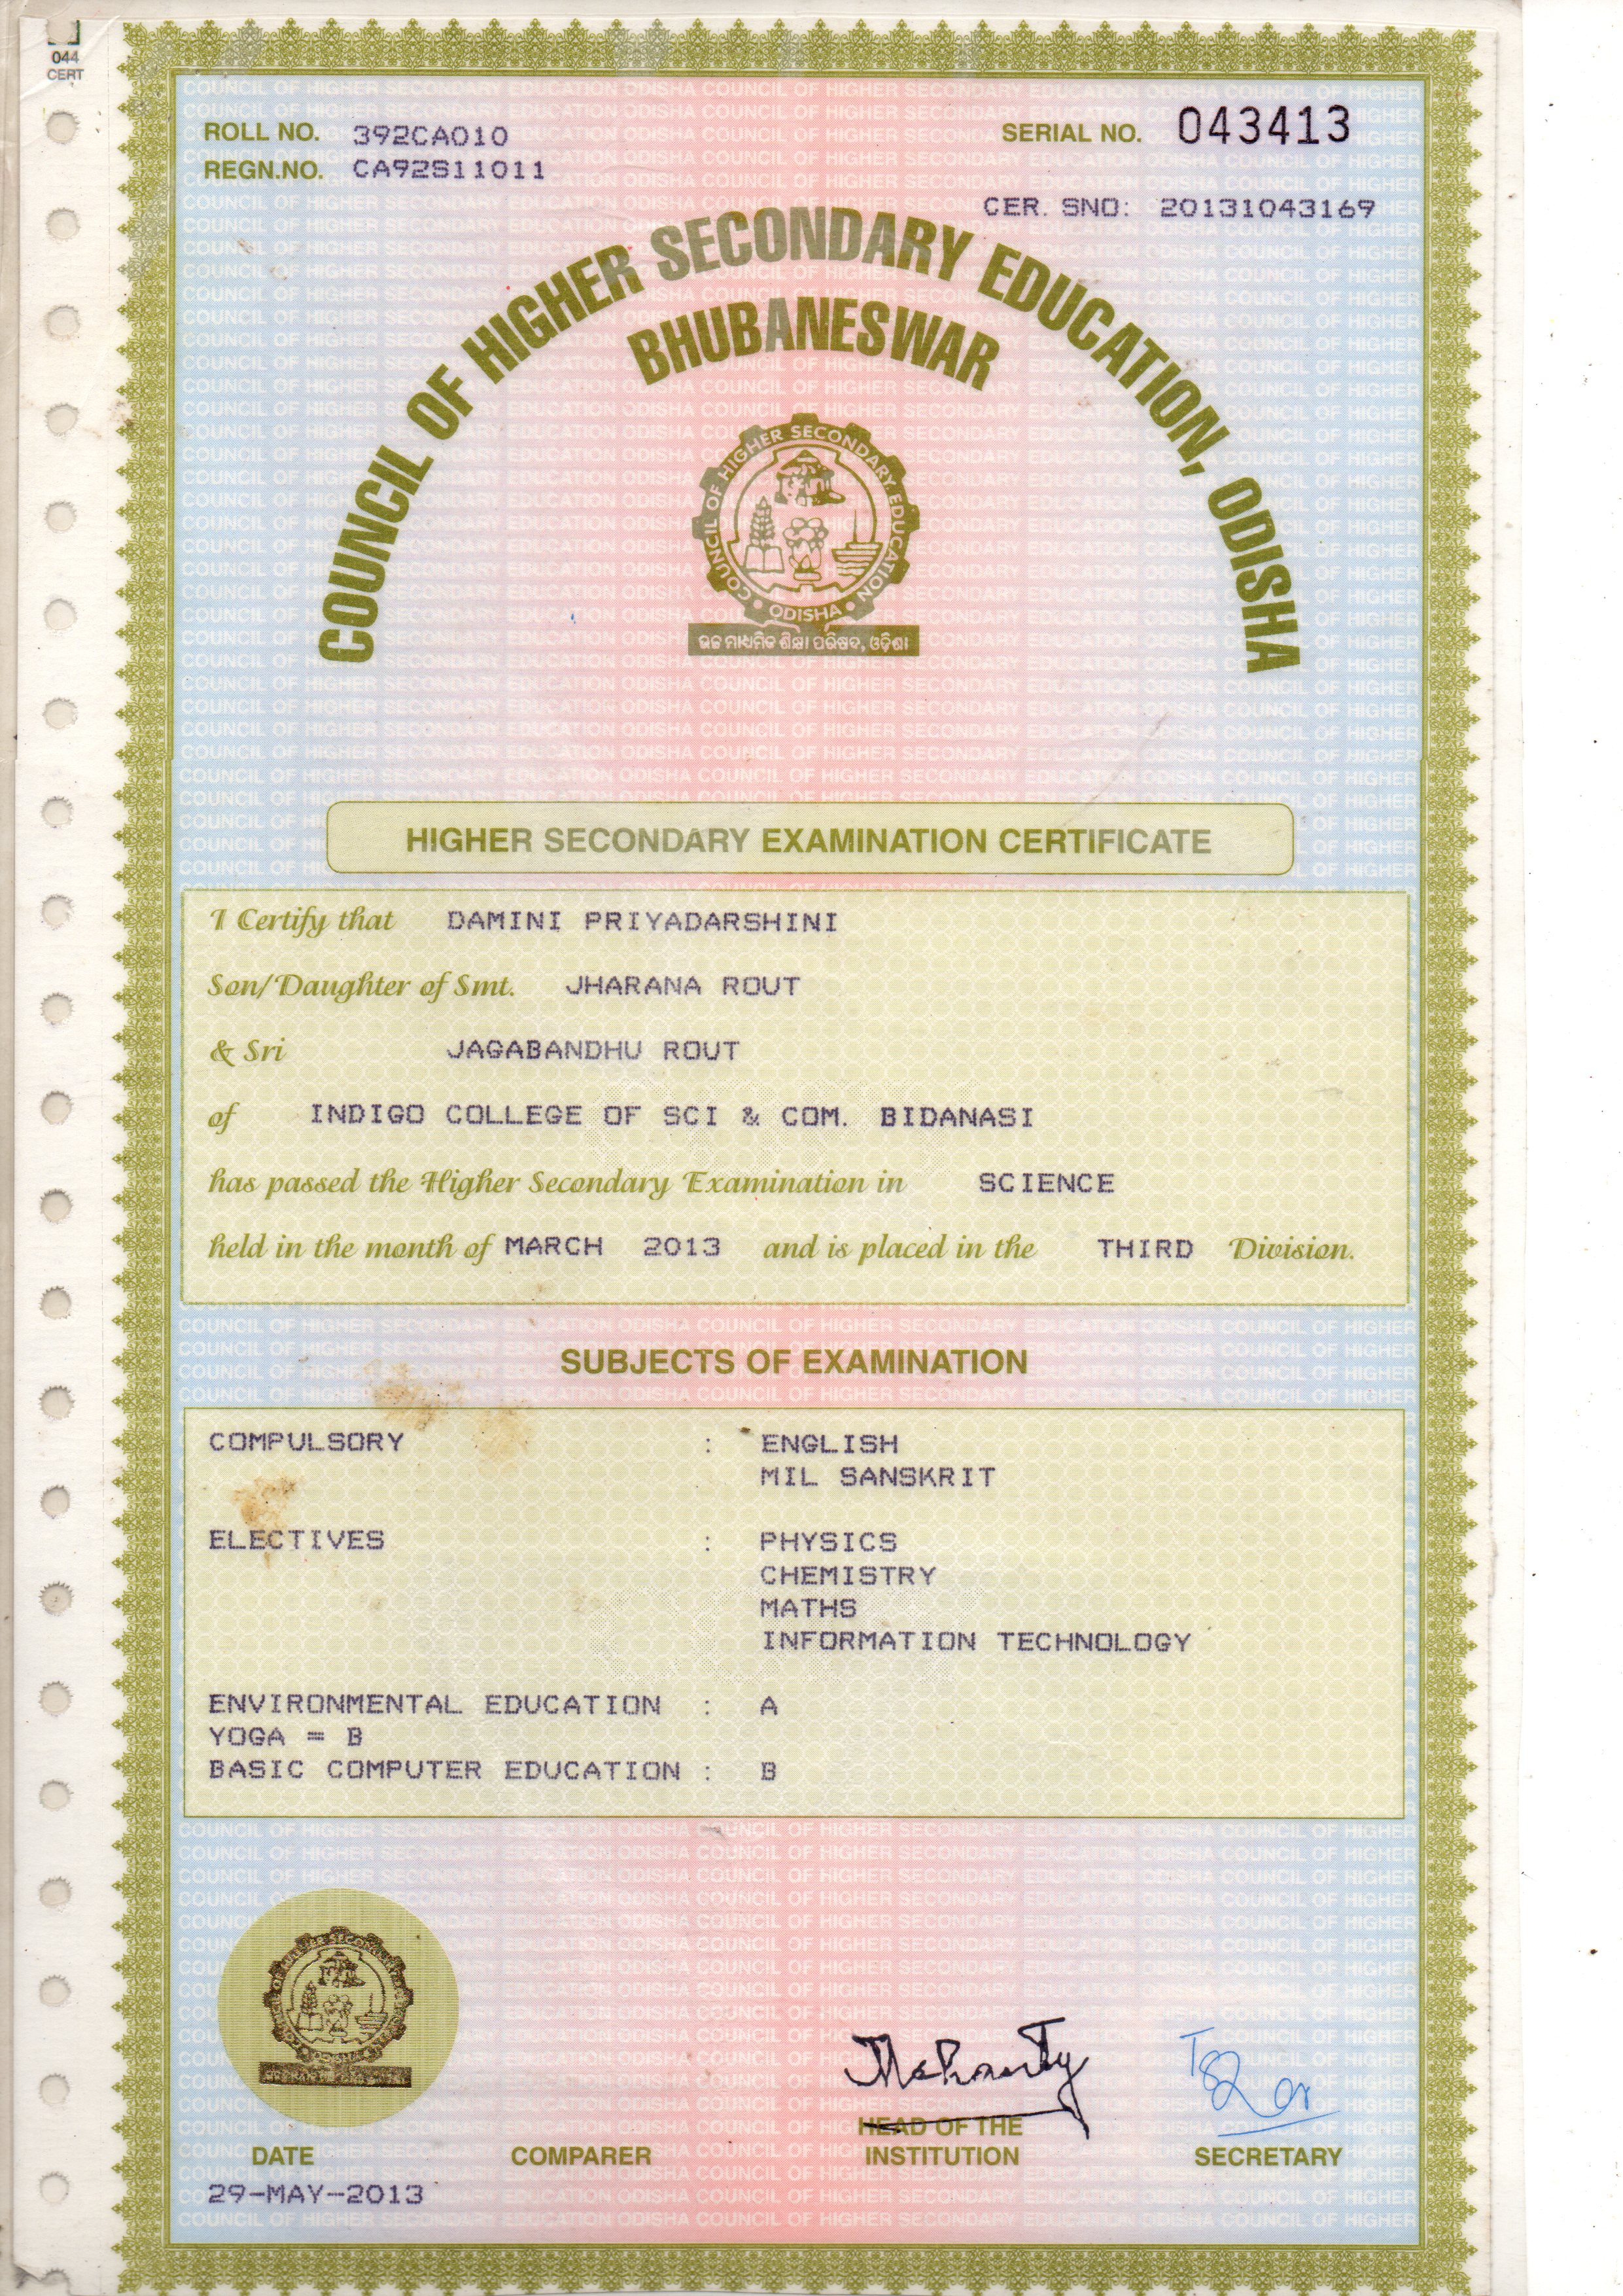 044
CERT
ROLL NO. 392CA010
SERIAL NO. 043413
REGN.NO. CA92S11011
CER. SNO: 20131043169
COUNCIL OF HIGHER SECONDARY EDUCATION, ODISHA
BHUBANESWAR
COUNCIL OF HIGHER SECONDARY EDUCATION
• ODISHA •
ଉଚ୍ଚ ମାଧ୍ୟମିକ ଶିକ୍ଷା ପରିଷଦ, ଓଡ଼ିଶା
HIGHER SECONDARY EXAMINATION CERTIFICATE
I Certify that DAMINI PRIYADARSHINI
Son/Daughter of Smt. JHARANA ROUT
& Sri JAGABANDHU ROUT
of INDIGO COLLEGE OF SCI & COM. BIDANASI
has passed the Higher Secondary Examination in SCIENCE
held in the month of MARCH 2013 and is placed in the THIRD Division.
SUBJECTS OF EXAMINATION
COMPULSORY : ENGLISH
MIL SANSKRIT
ELECTIVES : PHYSICS
CHEMISTRY
MATHS
INFORMATION TECHNOLOGY
ENVIRONMENTAL EDUCATION : A
YOGA = B
BASIC COMPUTER EDUCATION : B
HEAD OF THE
DATE COMPARER INSTITUTION SECRETARY
29-MAY-2013